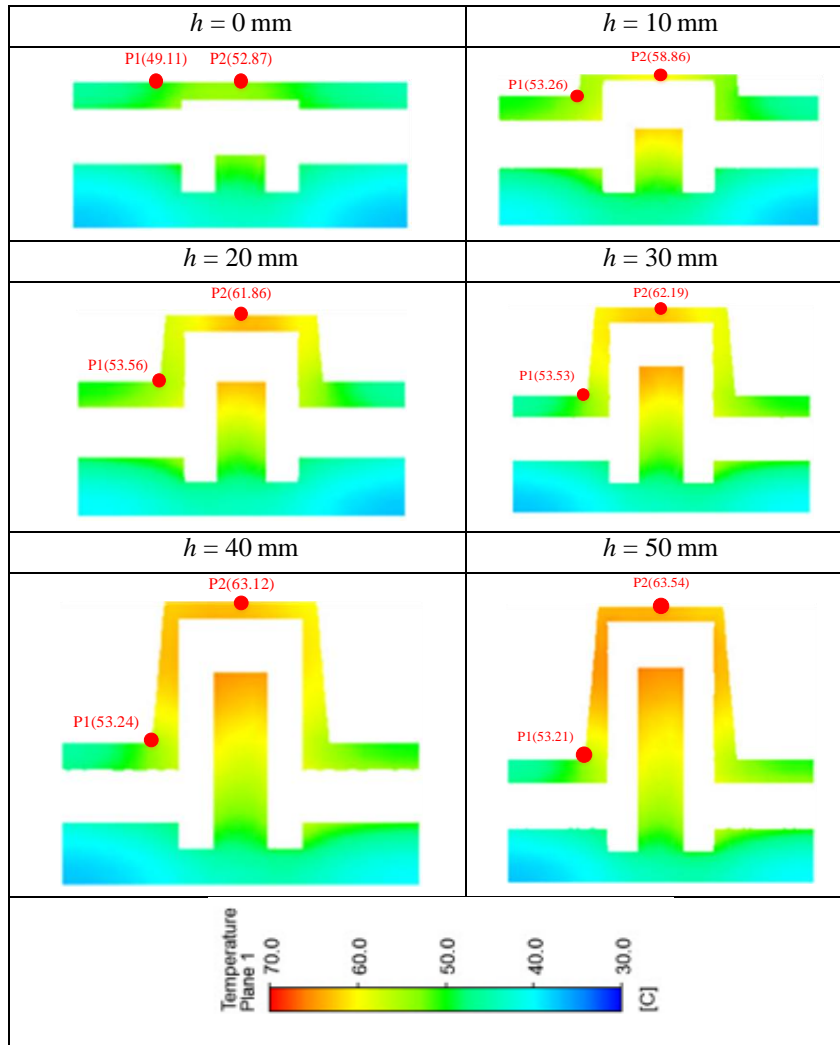 h = 0 mm
h = 10 mm
P1(49.11) P2(52.87)
P2(58.86)
P1(53.26)
h = 20 mm
h = 30 mm
P2(61.86)
P2(62.19)
P1(53.56)
P1(53.53)
h = 40 mm
h = 50 mm
P2(63.12)
P2(63.54)
P1(53.24)
P1(53.21)
Temperature
Plane 1
70.0
60.0
50.0
40.0
30.0
[C]